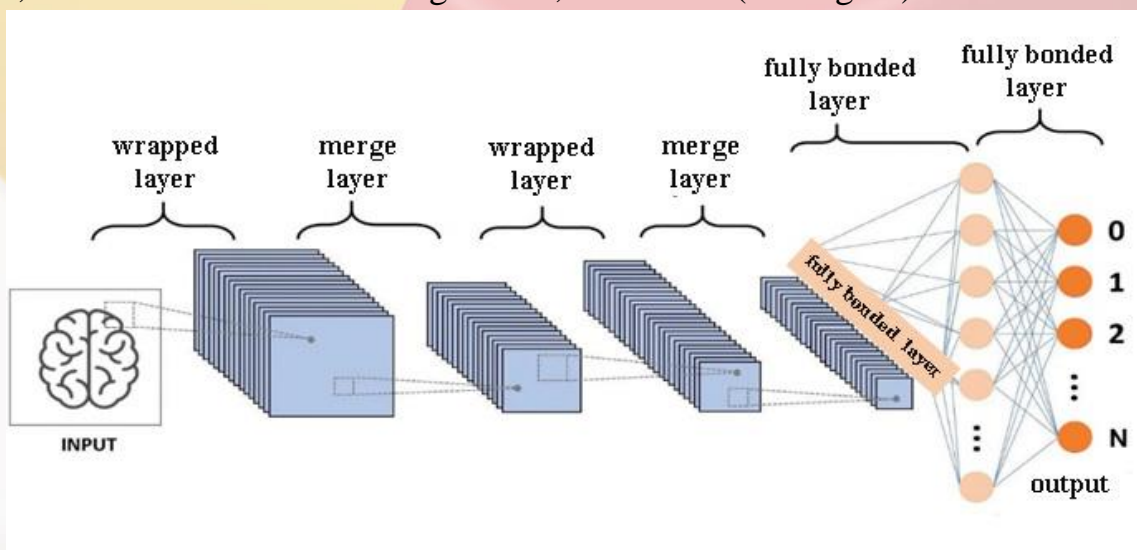 fully bonded
layer
fully bonded
layer
wrapped
layer
merge
layer
wrapped
layer
merge
layer
fully bonded layer
INPUT
0
1
2
N
output